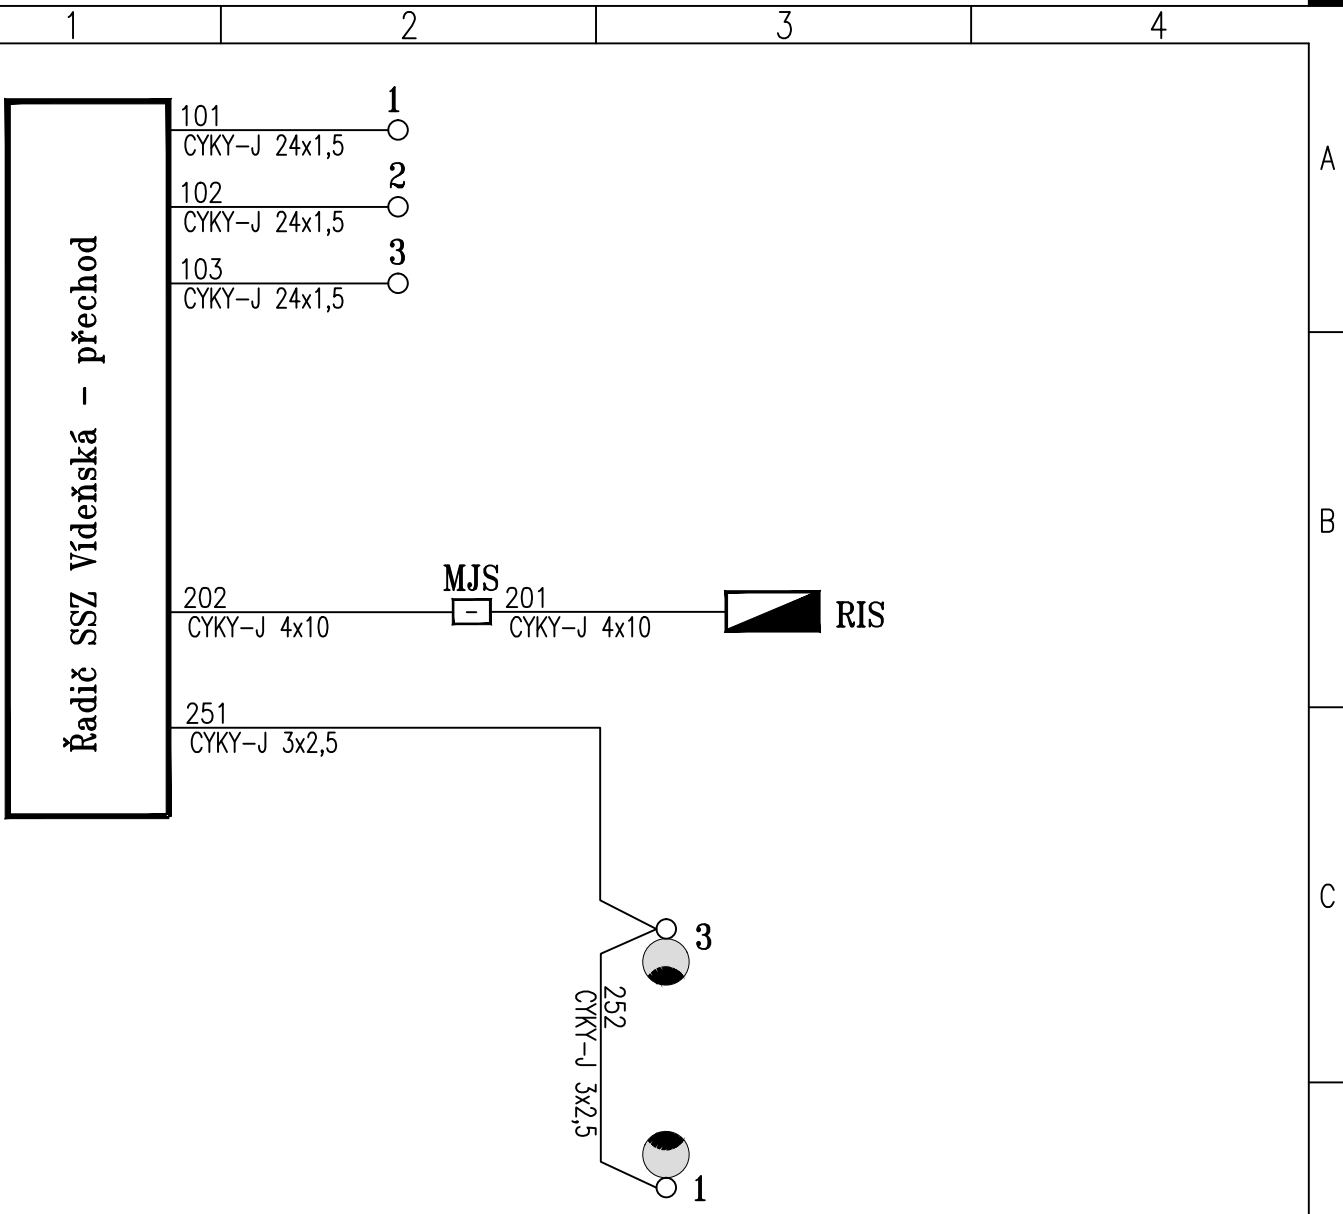 1 2 3 4
1
101
CYKY-J 24x1,5
2
102
CYKY-J 24x1,5
3
103
CYKY-J 24x1,5
A
Řadič SSZ Vídeňská - přechod
B
MJS
202
CYKY-J 4x10
201
CYKY-J 4x10
RIS
251
CYKY-J 3x2,5
C
3
252
CYKY-J 3x2,5
1